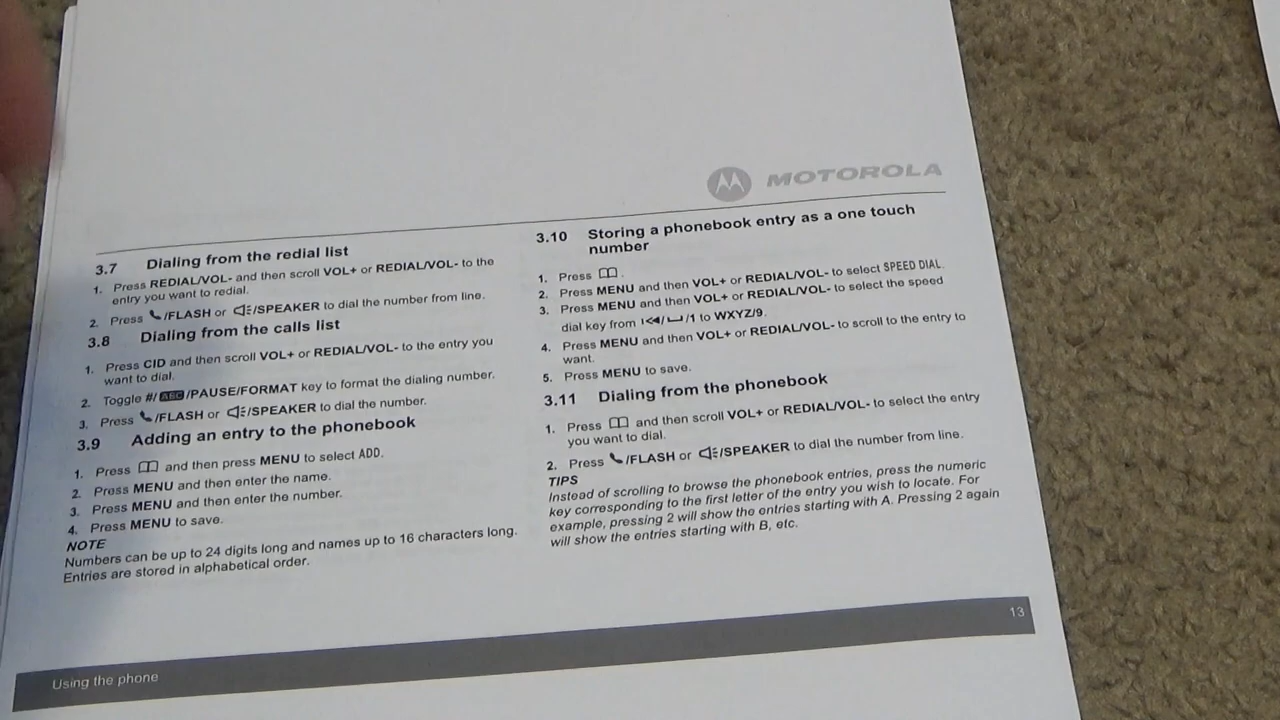 MOTOROLA
3.7 Dialing from the redial list
1. Press REDIAL/VOL- and then scroll VOL+ or REDIAL/VOL- to the
entry you want to redial.
2. Press /FLASH or /SPEAKER to dial the number from line.
3.8 Dialing from the calls list
1. Press CID and then scroll VOL+ or REDIAL/VOL- to the entry you
want to dial.
2. Toggle #/ABC/PAUSE/FORMAT key to format the dialing number.
3. Press /FLASH or /SPEAKER to dial the number.
3.9 Adding an entry to the phonebook
1. Press and then press MENU to select ADD.
2. Press MENU and then enter the name.
3. Press MENU and then enter the number.
4. Press MENU to save.
NOTE
Numbers can be up to 24 digits long and names up to 16 characters long.
Entries are stored in alphabetical order.
3.10 Storing a phonebook entry as a one touch
number
1. Press .
2. Press MENU and then VOL+ or REDIAL/VOL- to select SPEED DIAL.
3. Press MENU and then VOL+ or REDIAL/VOL- to select the speed
dial key from /1 to WXYZ/9.
4. Press MENU and then VOL+ or REDIAL/VOL- to scroll to the entry to
want.
5. Press MENU to save.
3.11 Dialing from the phonebook
1. Press and then scroll VOL+ or REDIAL/VOL- to select the entry
you want to dial.
2. Press /FLASH or /SPEAKER to dial the number from line.
TIPS
Instead of scrolling to browse the phonebook entries, press the numeric
key corresponding to the first letter of the entry you wish to locate. For
example, pressing 2 will show the entries starting with A. Pressing 2 again
will show the entries starting with B, etc.
Using the phone
13